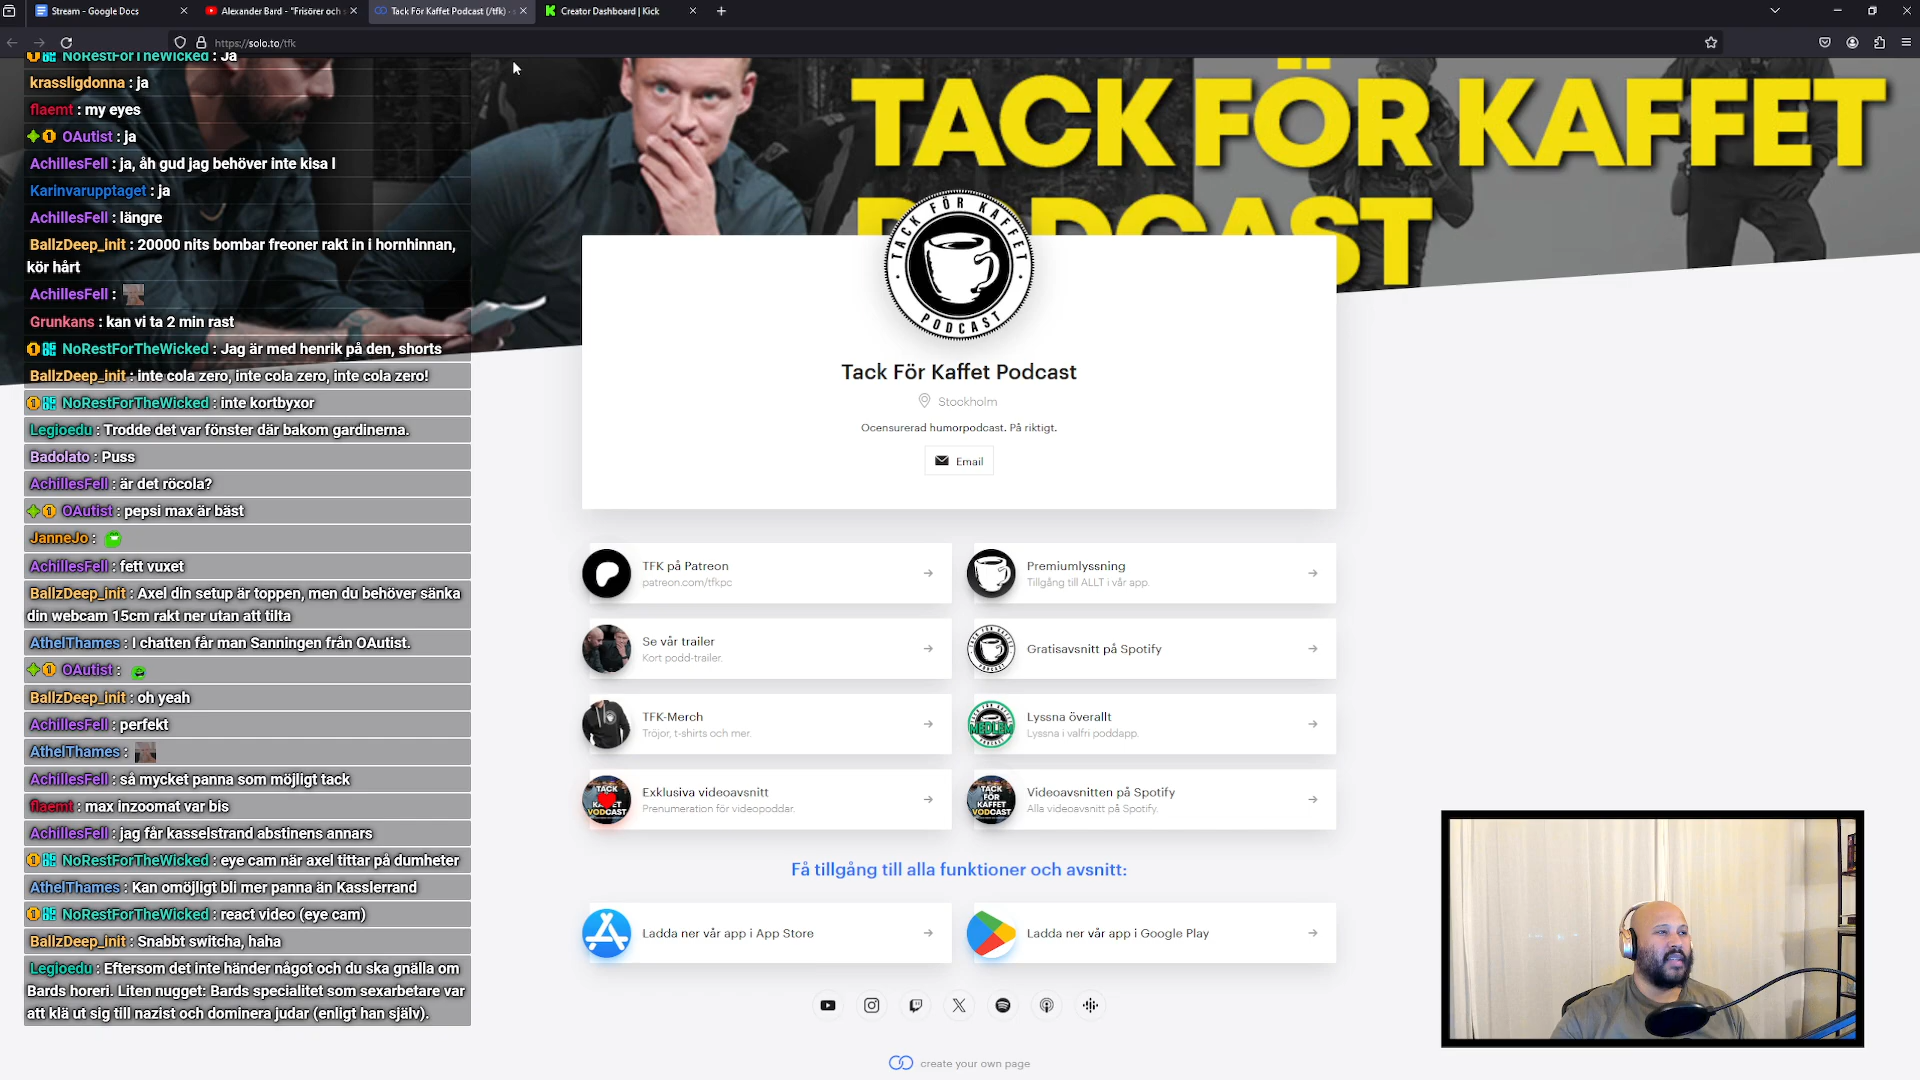 Stream - Google Docs
Alexander Bard - "Frisörer och
Tack För Kaffet Podcast (/tfk) -
Creator Dashboard | Kick
https://solo.to/tfk
NoRestForTheWicked : Ja
krassligdonna : ja
flaemt : my eyes
OAutist : ja
AchillesFell : ja, åh gud jag behöver inte kisa l
Karinvarupptaget : ja
AchillesFell : längre
BallzDeep_init : 20000 nits bombar freoner rakt in i hornhinnan,
kör hårt
AchillesFell :
Grunkans : kan vi ta 2 min rast
NoRestForTheWicked : Jag är med henrik på den, shorts
BallzDeep_init : inte cola zero, inte cola zero, inte cola zero!
NoRestForTheWicked : inte kortbyxor
Legioedu : Trodde det var fönster där bakom gardinerna.
Badolato : Puss
AchillesFell : är det röcola?
OAutist : pepsi max är bäst
JanneJo :
AchillesFell : fett vuxet
BallzDeep_init : Axel din setup är toppen, men du behöver sänka
din webcam 15cm rakt ner utan att tilta
AthelThames : I chatten får man Sanningen från OAutist.
OAutist :
BallzDeep_init : oh yeah
AchillesFell : perfekt
AthelThames :
AchillesFell : så mycket panna som möjligt tack
flaemt : max inzoomat var bis
AchillesFell : jag får kasselstrand abstinens annars
NoRestForTheWicked : eye cam när axel tittar på dumheter
AthelThames : Kan omöjligt bli mer panna än Kasslerrand
NoRestForTheWicked : react video (eye cam)
BallzDeep_init : Snabbt switcha, haha
Legioedu : Eftersom det inte händer något och du ska gnälla om
Bards horeri. Liten nugget: Bards specialitet som sexarbetare var
att klä ut sig till nazist och dominera judar (enligt han själv).
TACK FÖR KAFFET
PODCAST
TACK FÖR KAFFET
PODCAST
Tack För Kaffet Podcast
Stockholm
Ocensurerad humorpodcast. På riktigt.
Email
TFK på Patreon
patreon.com/tfkpc
Premiumlyssning
Tillgång till ALLT i vår app.
Se vår trailer
Kort podd-trailer.
Gratisavsnitt på Spotify
TFK-Merch
Tröjor, t-shirts och mer.
MEDLEM
Lyssna överallt
Lyssna i valfri poddapp.
TACK
KAFFET
VODCAST
Exklusiva videoavsnitt
Prenumeration för videopoddar.
TACK
FÖR
KAFFET
VODCAST
Videoavsnitten på Spotify
Alla videoavsnitt på Spotify.
Få tillgång till alla funktioner och avsnitt:
Ladda ner vår app i App Store
Ladda ner vår app i Google Play
create your own page